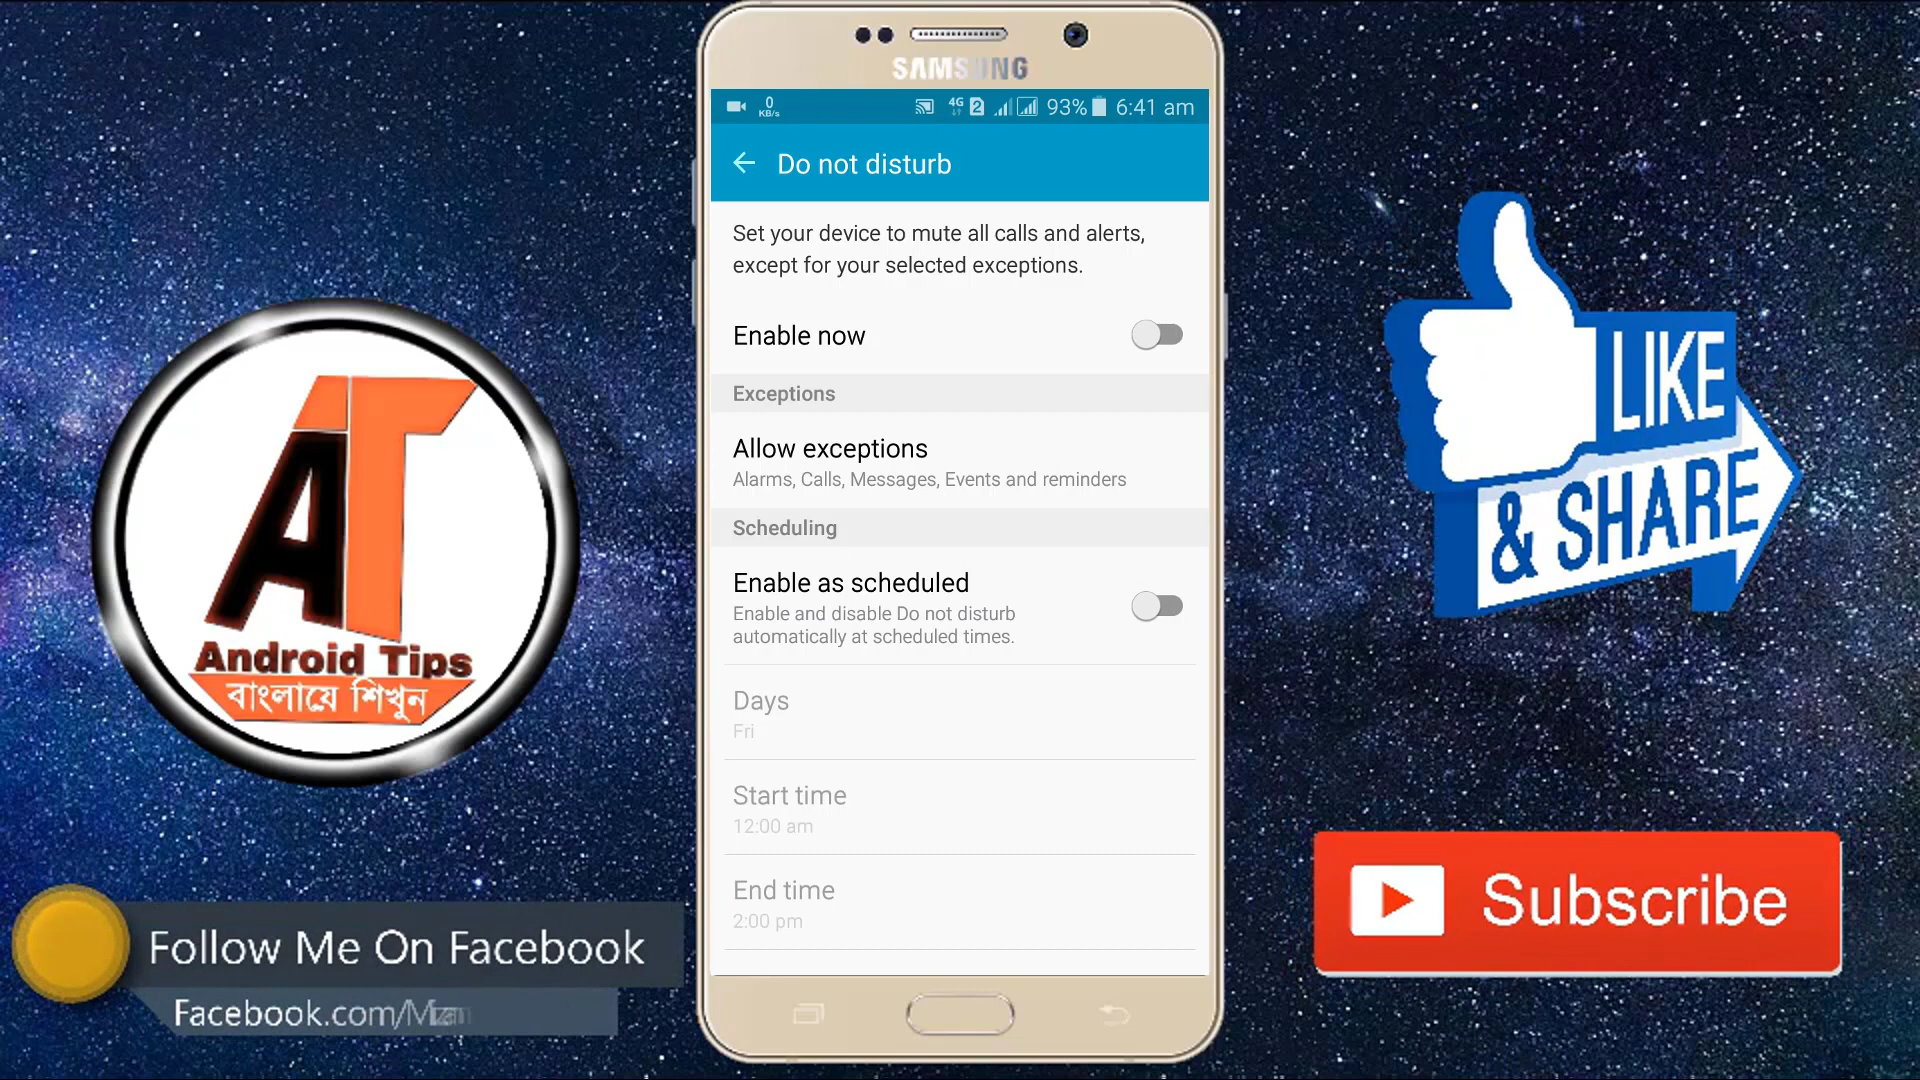 SAMSUNG
0
KB/s
4G
2
93%
6:41 am
Do not disturb
Set your device to mute all calls and alerts,
except for your selected exceptions.
Enable now
Exceptions
Allow exceptions
Alarms, Calls, Messages, Events and reminders
Scheduling
Enable as scheduled
Enable and disable Do not disturb
automatically at scheduled times.
Days
Fri
Start time
12:00 am
End time
2:00 pm
AT
Android Tips
বাংলায়ে শিখুন
Follow Me On Facebook
LIKE
& SHARE
Subscribe